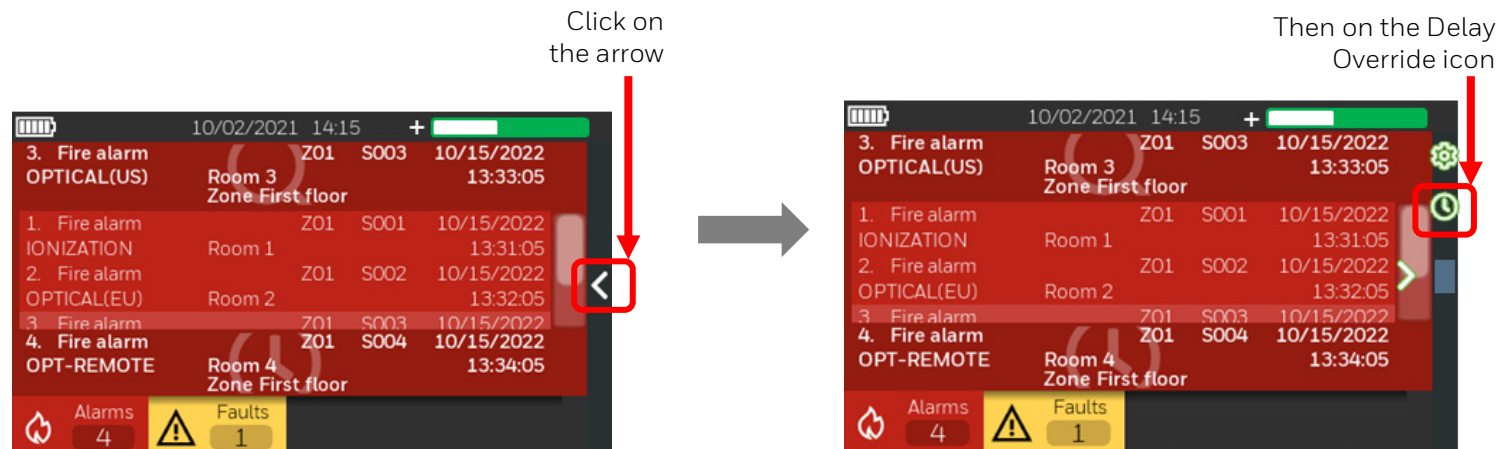 Click on
the arrow
10/02/2021 14:15 +
3. Fire alarm Z01 S003 10/15/2022
OPTICAL(US) Room 3 13:33:05
Zone First floor
1. Fire alarm Z01 S001 10/15/2022
IONIZATION Room 1 13:31:05
2. Fire alarm Z01 S002 10/15/2022
OPTICAL(EU) Room 2 13:32:05
3 Fire alarm Z01 S003 10/15/2022
4. Fire alarm Z01 S004 10/15/2022
OPT-REMOTE Room 4 13:34:05
Zone First floor
Alarms
4
Faults
1
Then on the Delay
Override icon
10/02/2021 14:15 +
3. Fire alarm Z01 S003 10/15/2022
OPTICAL(US) Room 3 13:33:05
Zone First floor
1. Fire alarm Z01 S001 10/15/2022
IONIZATION Room 1 13:31:05
2. Fire alarm Z01 S002 10/15/2022
OPTICAL(EU) Room 2 13:32:05
3 Fire alarm Z01 S003 10/15/2022
4. Fire alarm Z01 S004 10/15/2022
OPT-REMOTE Room 4 13:34:05
Zone First floor
Alarms
4
Faults
1